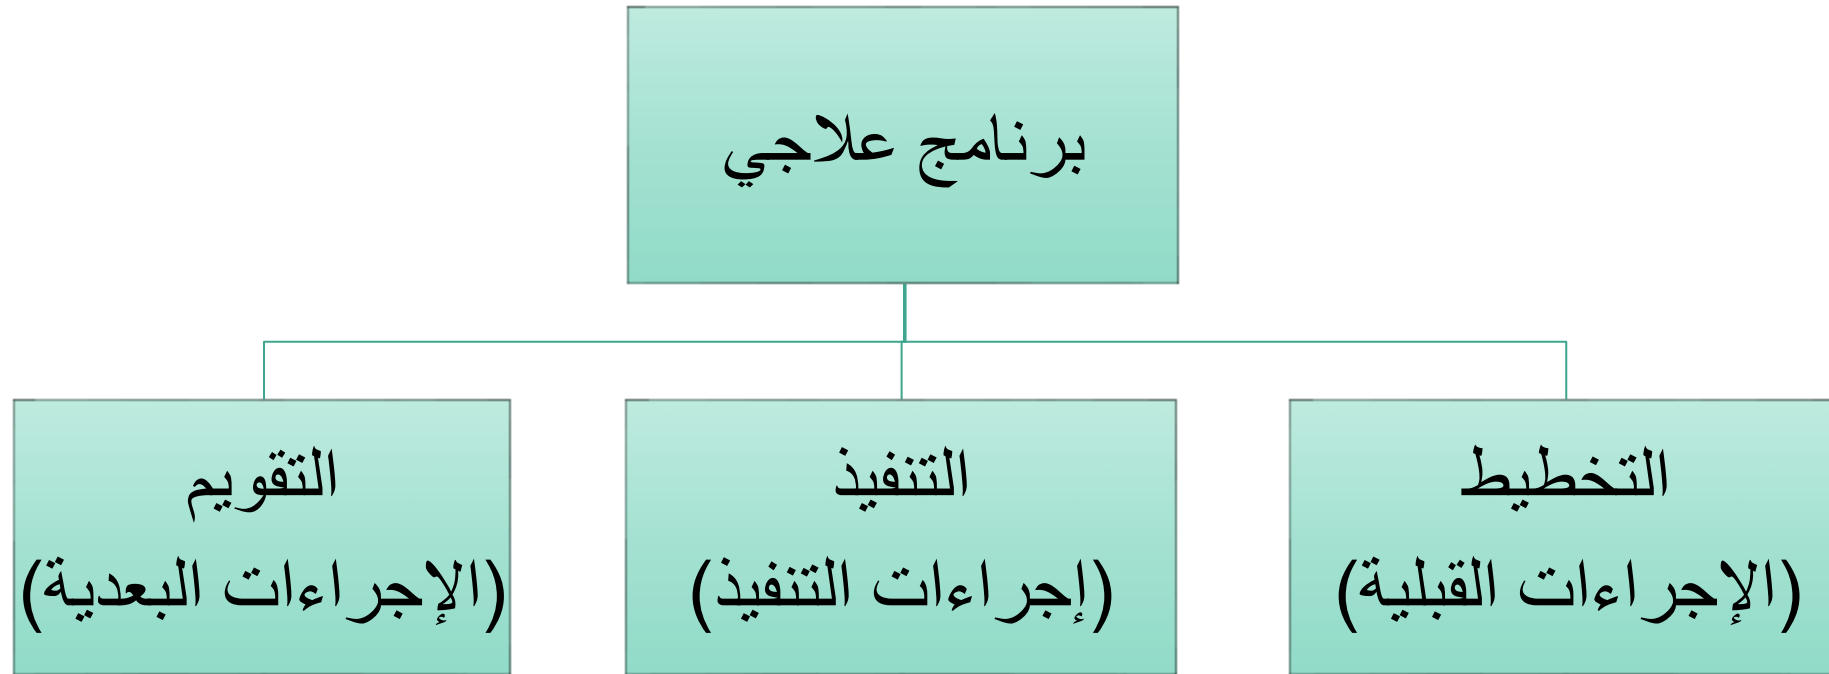 برنامج علاجي
التخطيط
(الإجراءات القبلية)
التنفيذ
(إجراءات التنفيذ)
التقويم
(الإجراءات البعدية)